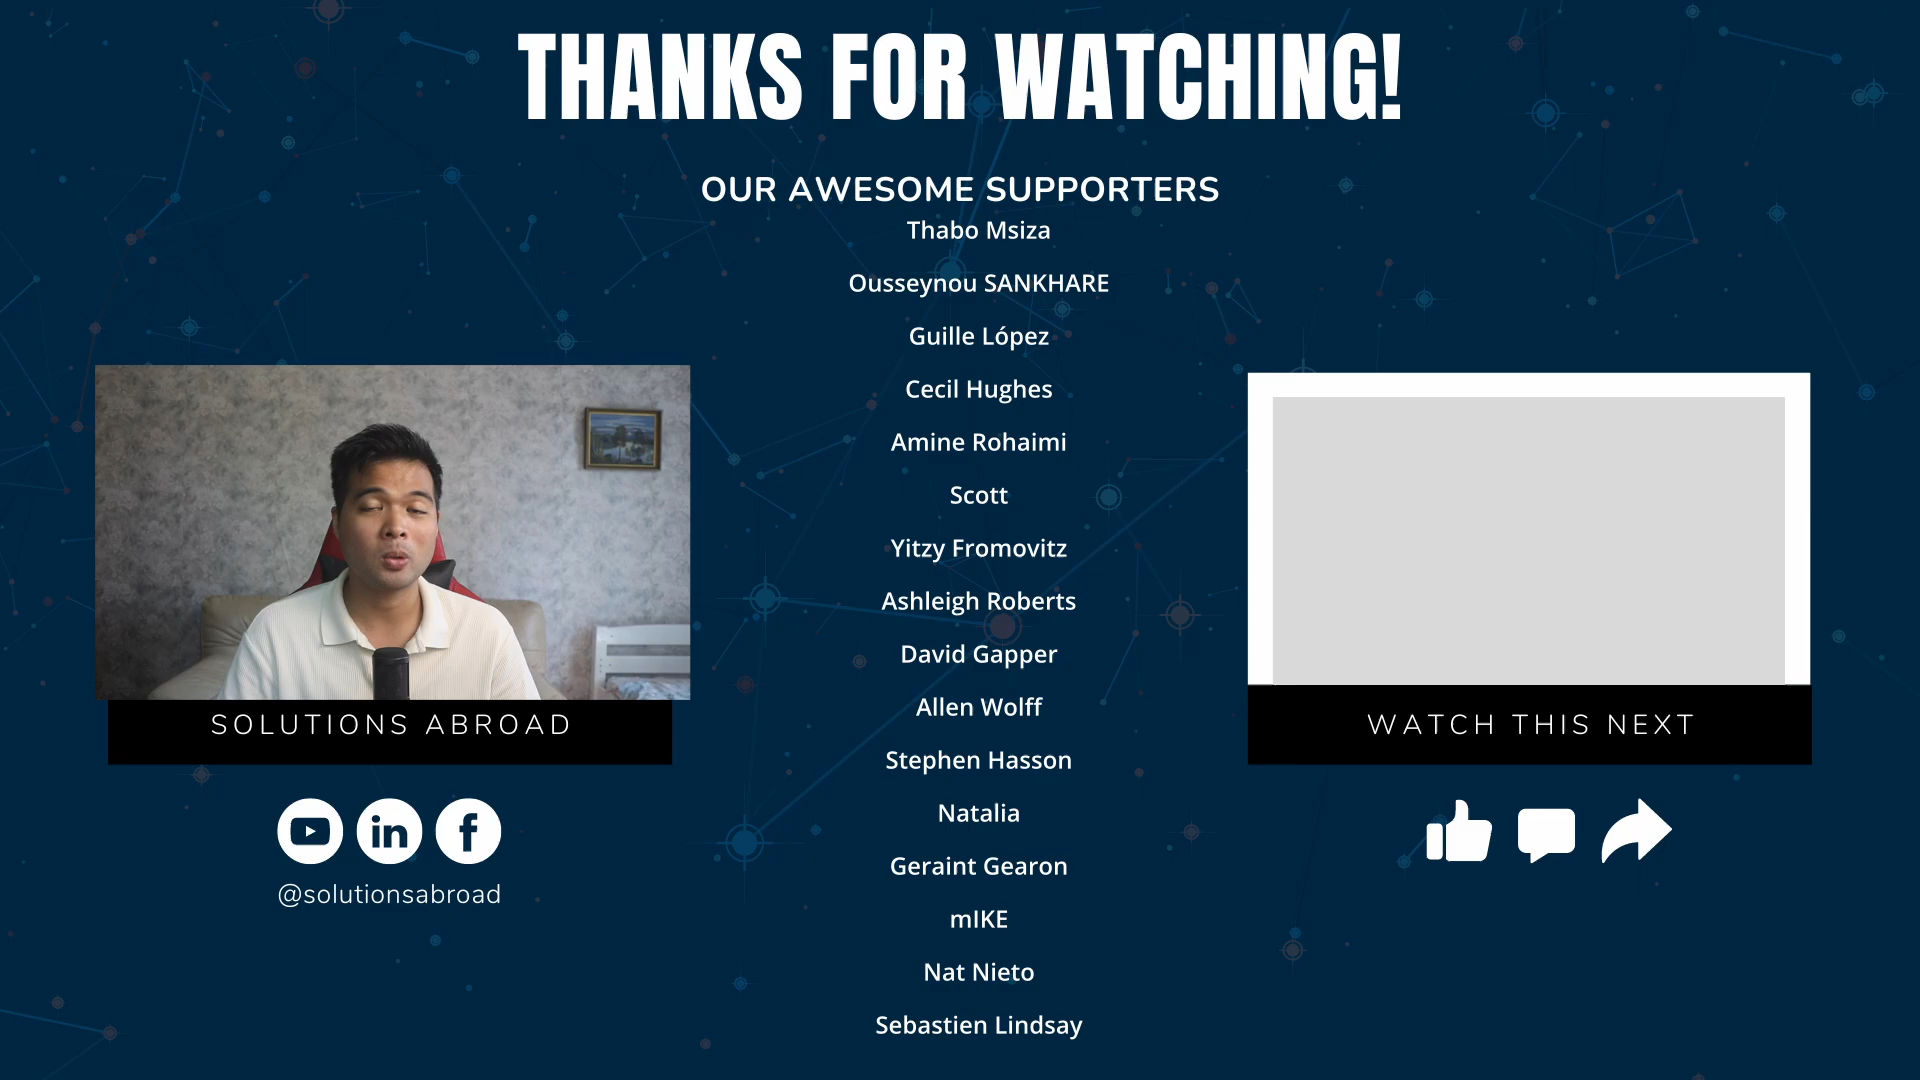 THANKS FOR WATCHING!
OUR AWESOME SUPPORTERS
Thabo Msiza
Ousseynou SANKHARE
Guille López
Cecil Hughes
Amine Rohaimi
Scott
Yitzy Fromovitz
Ashleigh Roberts
David Gapper
Allen Wolff
Stephen Hasson
Natalia
Geraint Gearon
mIKE
Nat Nieto
Sebastien Lindsay
SOLUTIONS ABROAD
in f
@solutionsabroad
WATCH THIS NEXT